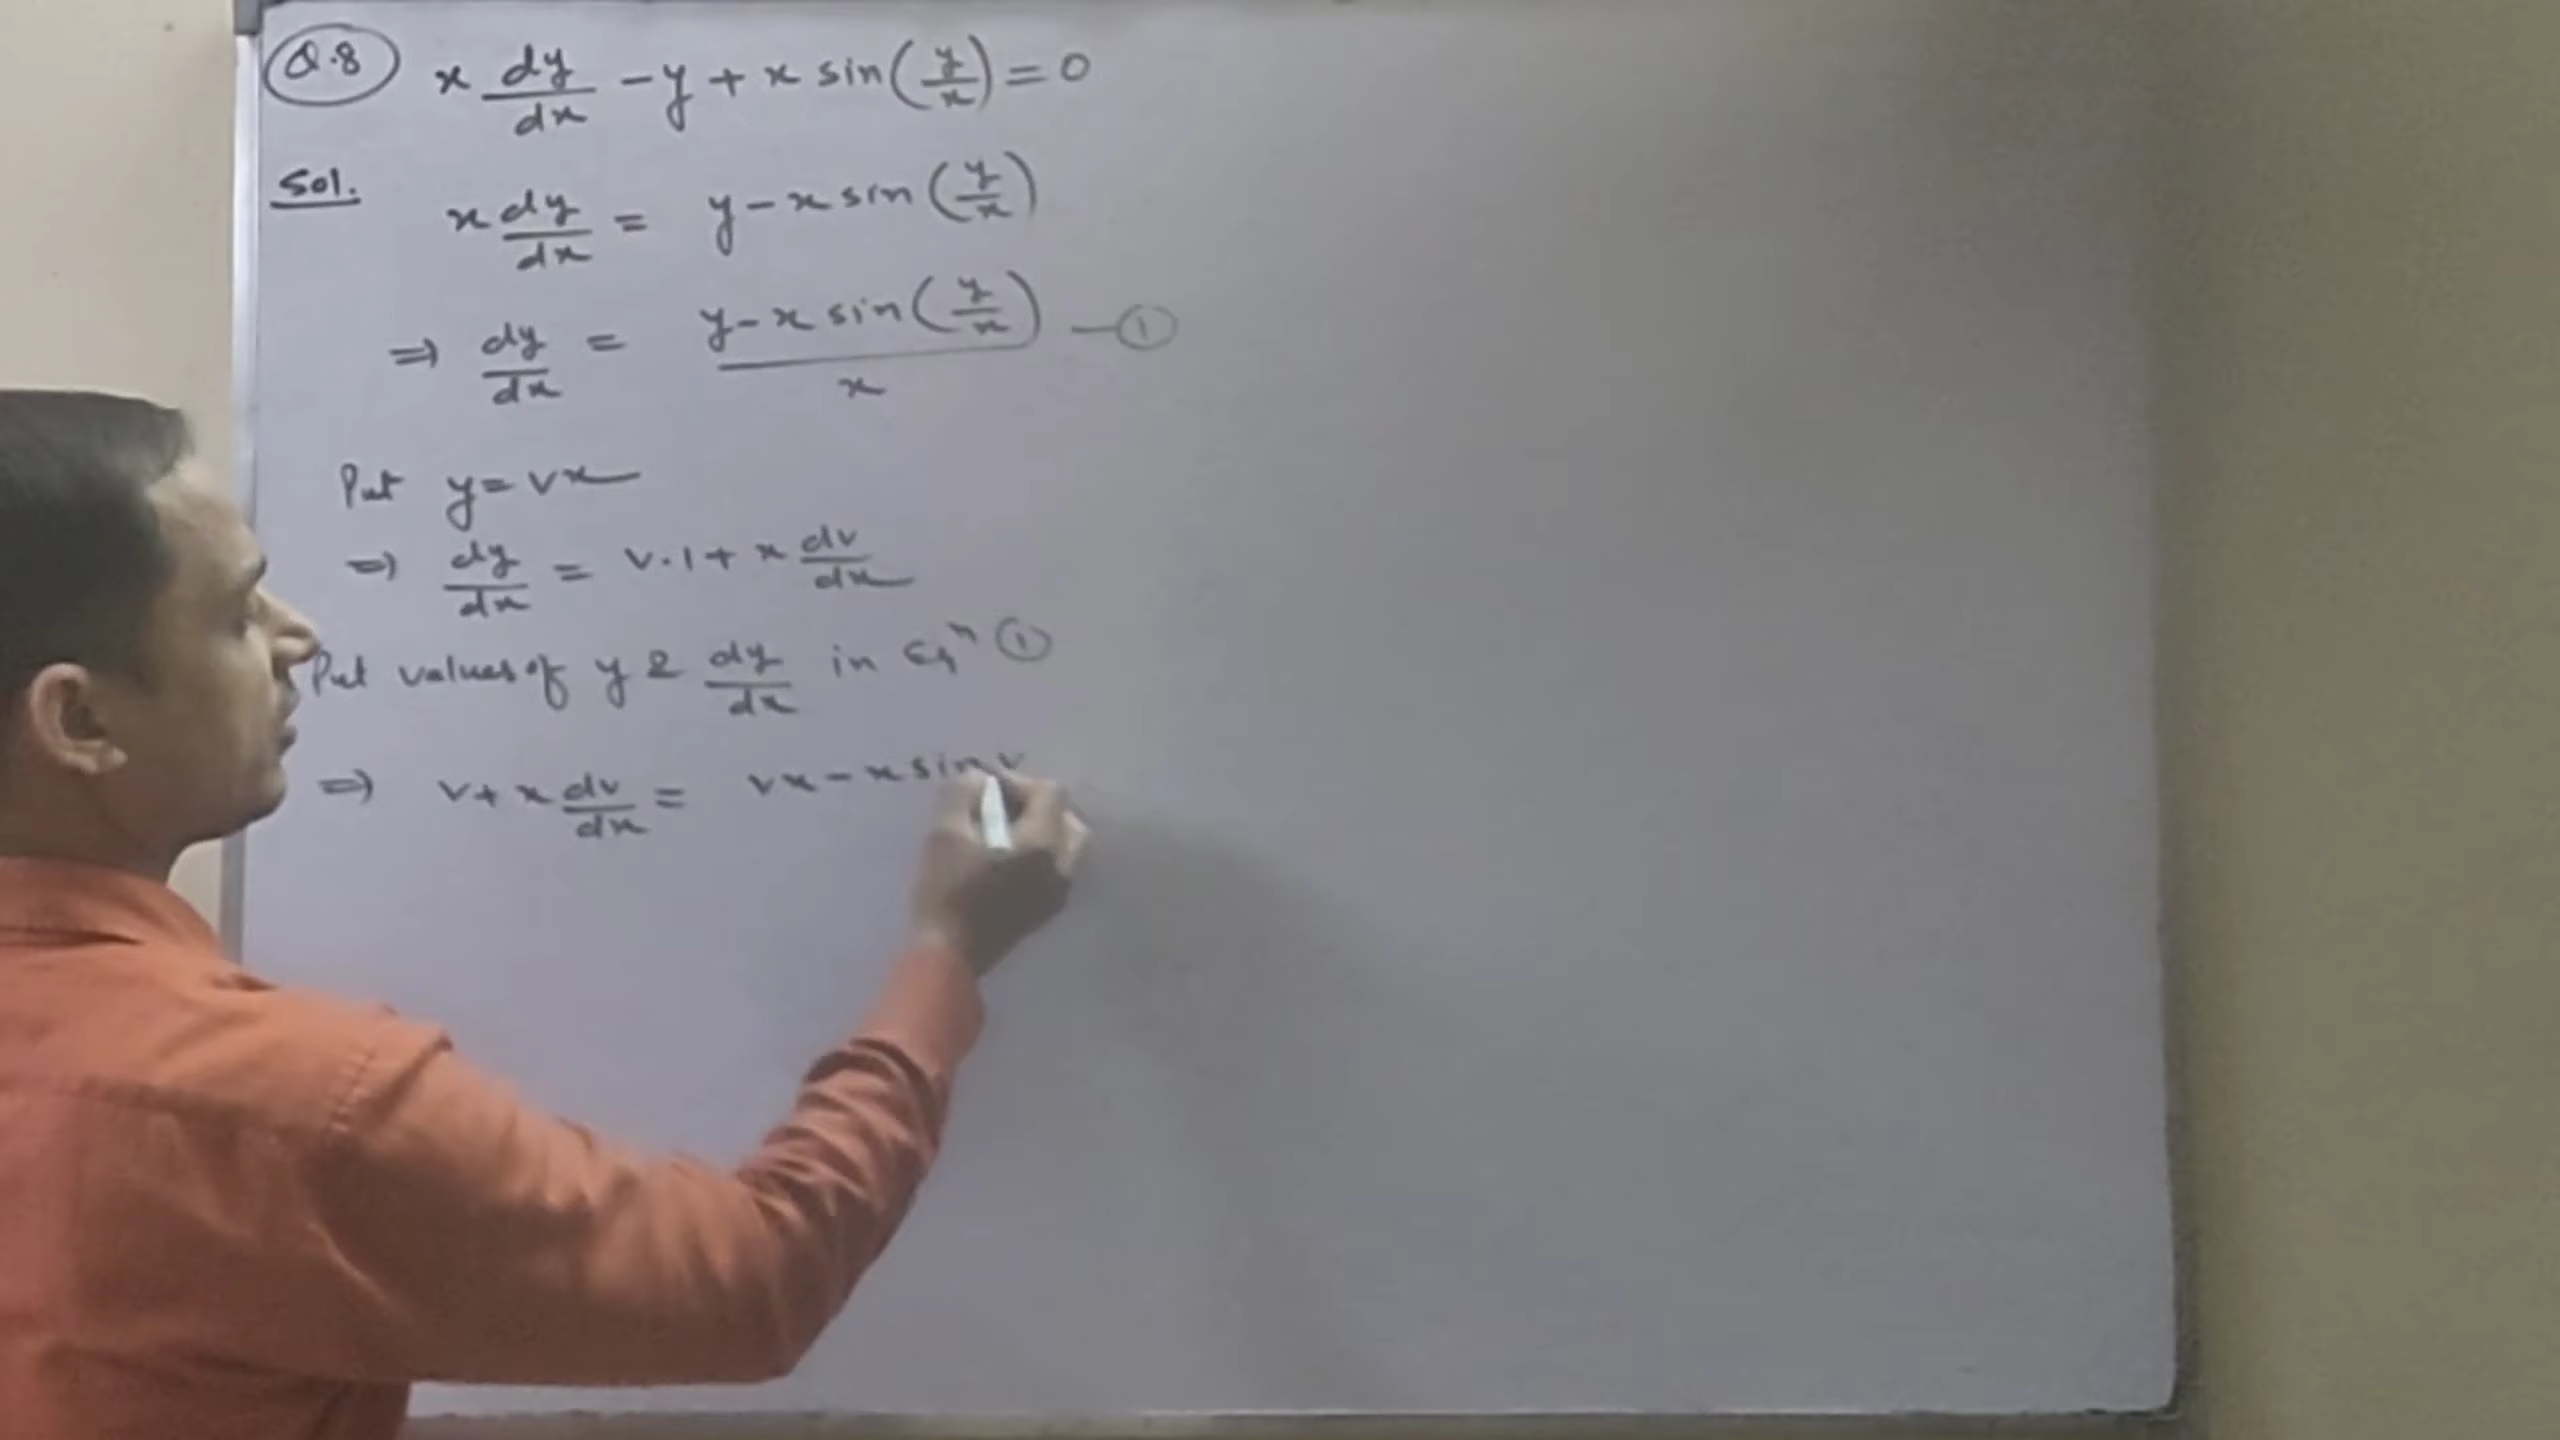 Q.8 x dy/dx - y + x sin(y/x) = 0
Sol. x dy/dx = y - x sin(y/x)
⇒ dy/dx = (y - x sin(y/x))/x —①
Put y = vx
⇒ dy/dx = v.1 + x dv/dx
Put values of y & dy/dx in Eqⁿ ①
⇒ v + x dv/dx = vx - x sin v